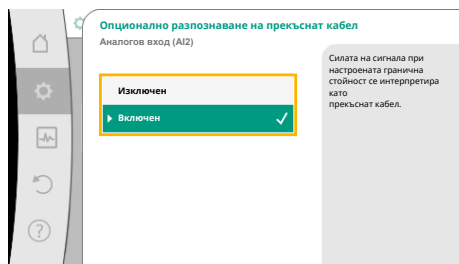 Опционално разпознаване на прекъснат кабел
Аналогов вход (AI2)
Изключен
Включен
Силата на сигнала при
настроената гранична
стойност се интерпретира
като
прекъснат кабел.
?